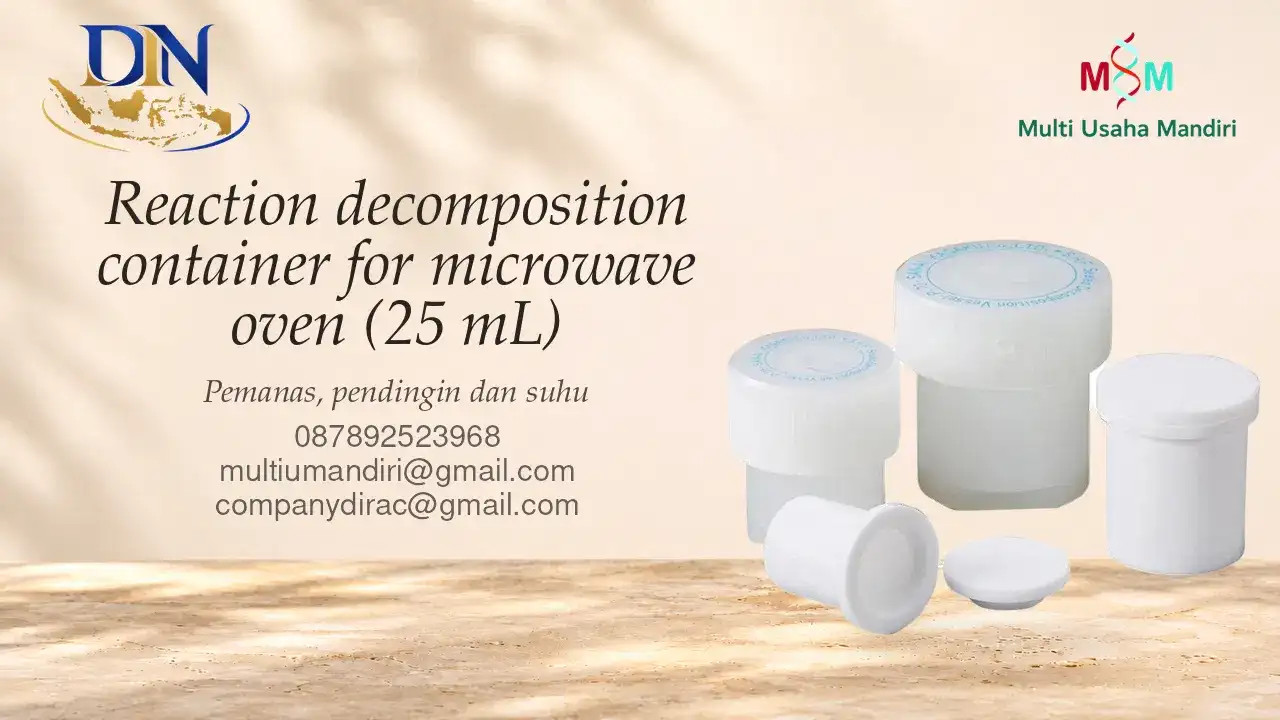 DIN
MSM
Multi Usaha Mandiri
Reaction decomposition
container for microwave
oven (25 mL)
Pemanas, pendingin dan suhu
087892523968
multiumandiri@gmail.com
companydirac@gmail.com